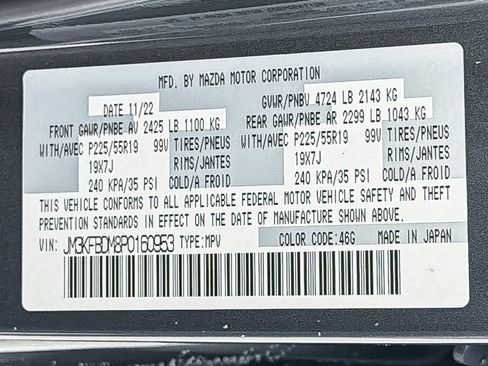 MFD. BY MAZDA MOTOR CORPORATION
DATE 11/22 GVWR/PNBV 4724 LB 2143 KG
FRONT GAWR/PNBE AV 2425 LB 1100 KG REAR GAWR/PNBE AR 2299 LB 1043 KG
WITH/AVEC P225/55R19 99V TIRES/PNEUS WITH/AVEC P225/55R19 99V TIRES/PNEUS
19X7J RIMS/JANTES 19X7J RIMS/JANTES
240 KPA/35 PSI COLD/A FROID 240 KPA/35 PSI COLD/A FROID
THIS VEHICLE CONFORMS TO ALL APPLICABLE FEDERAL MOTOR VEHICLE SAFETY AND THEFT
PREVENTION STANDARDS IN EFFECT ON THE DATE OF MANUFACTURE SHOWN ABOVE.
VIN: JM3KFBDM8P0160953 TYPE:MPV COLOR CODE:46G MADE IN JAPAN